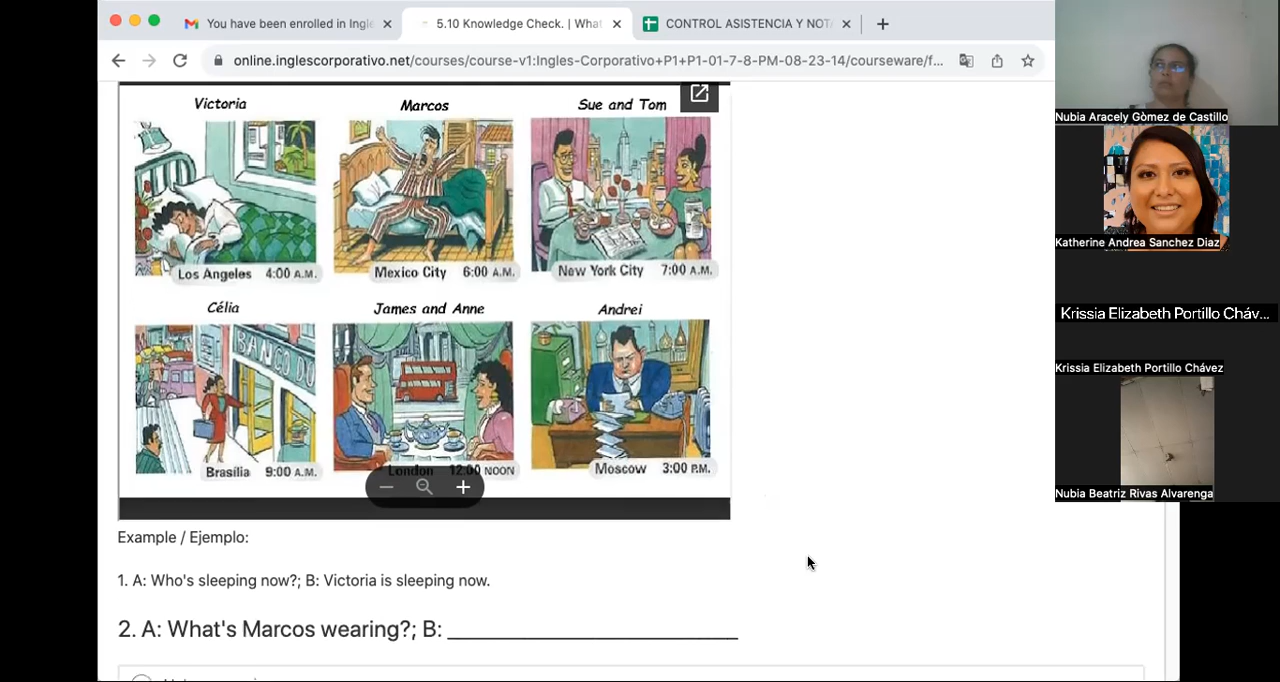 You have been enrolled in Ingle
5.10 Knowledge Check. | What
CONTROL ASISTENCIA Y NOTA
online.inglescorporativo.net/courses/course-v1:Ingles-Corporativo+P1+P1-01-7-8-PM-08-23-14/courseware/f...
Nubia Aracely Gòmez de Castillo
Katherine Andrea Sanchez Diaz
Krissia Elizabeth Portillo Cháv...
Krissia Elizabeth Portillo Chávez
Nubia Beatriz Rivas Alvarenga
Victoria
Marcos
Sue and Tom
Los Angeles 4:00 A.M.
Mexico City 6:00 A.M.
New York City 7:00 A.M.
Célia
James and Anne
Andrei
BANCO DO
Brasília 9:00 A.M.
London 12:00 NOON
Moscow 3:00 P.M.
Example / Ejemplo:
1. A: Who's sleeping now?; B: Victoria is sleeping now.
2. A: What's Marcos wearing?; B: ___________________________